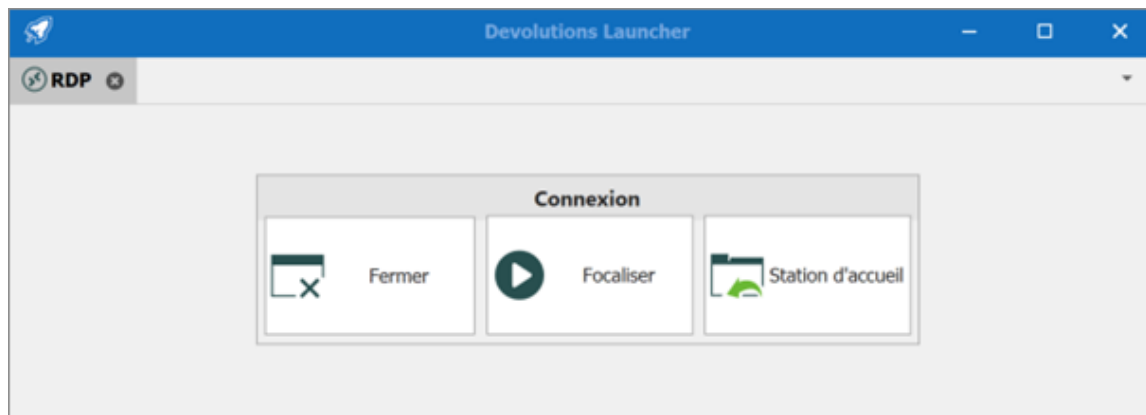 Devolutions Launcher
RDP
Connexion
Fermer
Focaliser
Station d'accueil